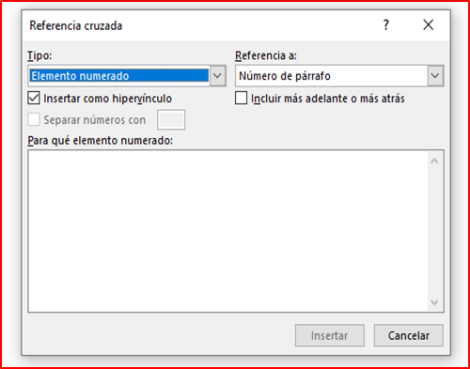 Referencia cruzada ?
Tipo: Referencia a:
Elemento numerado Número de párrafo
Insertar como hipervínculo Incluir más adelante o más atrás
Separar números con
Para qué elemento numerado:
Insertar Cancelar